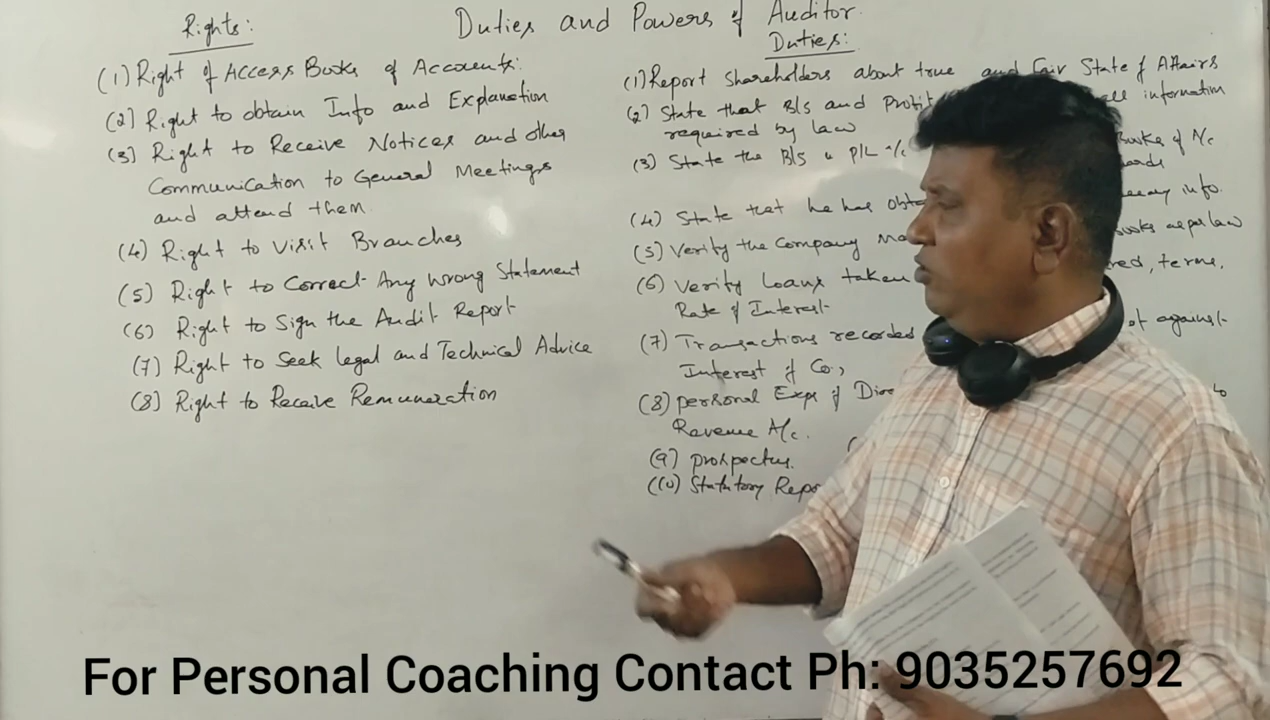 Duties and Powers of Auditor
Rights:
(1) Right of Access Books of Accounts.
(2) Right to obtain Info and Explanation
(3) Right to Receive Notices and other
Communication to General Meetings
and attend them
(4) Right to Visit Branches
(5) Right to Correct Any wrong Statement
(6) Right to Sign the Audit Report
(7) Right to Seek legal and Technical Advice
(8) Right to Receive Remuneration
Duties:
(1) Report Shareholders about true and Fair State of Affairs
(2) State that B/s and Profit all information
required by law
(3) State the B/s & P/L A/c Books of A/c
(4) State that he has info.
(5) Verify the Company Books as per law
(6) Verify Loans taken terms,
Rate of Interest
(7) Transactions recorded against
Interest of Co.,
(8) personal Exps of
Revenue A/c.
(9) prospectus.
(10) Statutory
For Personal Coaching Contact Ph: 9035257692